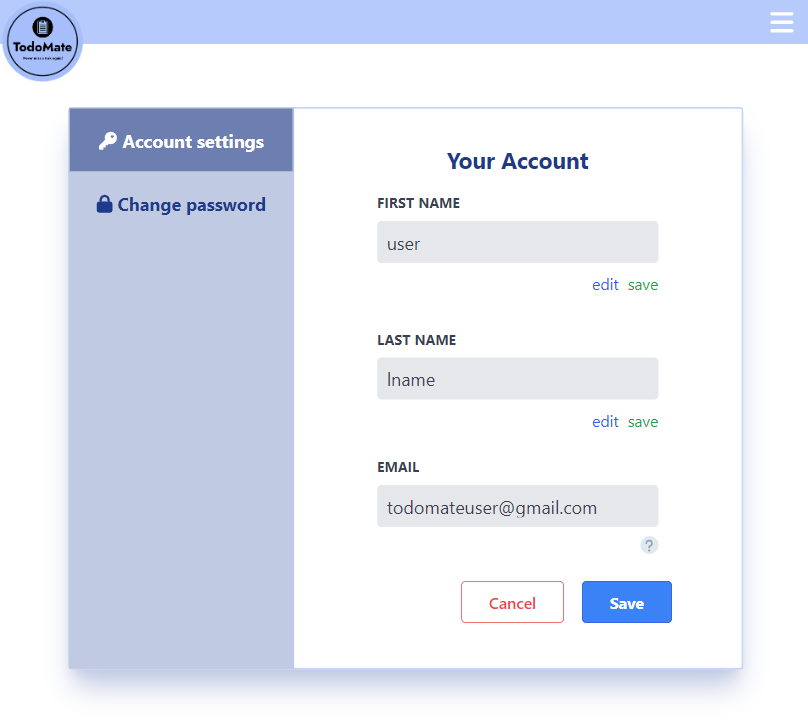 TodoMate
Account settings
Change password
Your Account
FIRST NAME
user
edit save
LAST NAME
lname
edit save
EMAIL
todomateuser@gmail.com
?
Cancel
Save